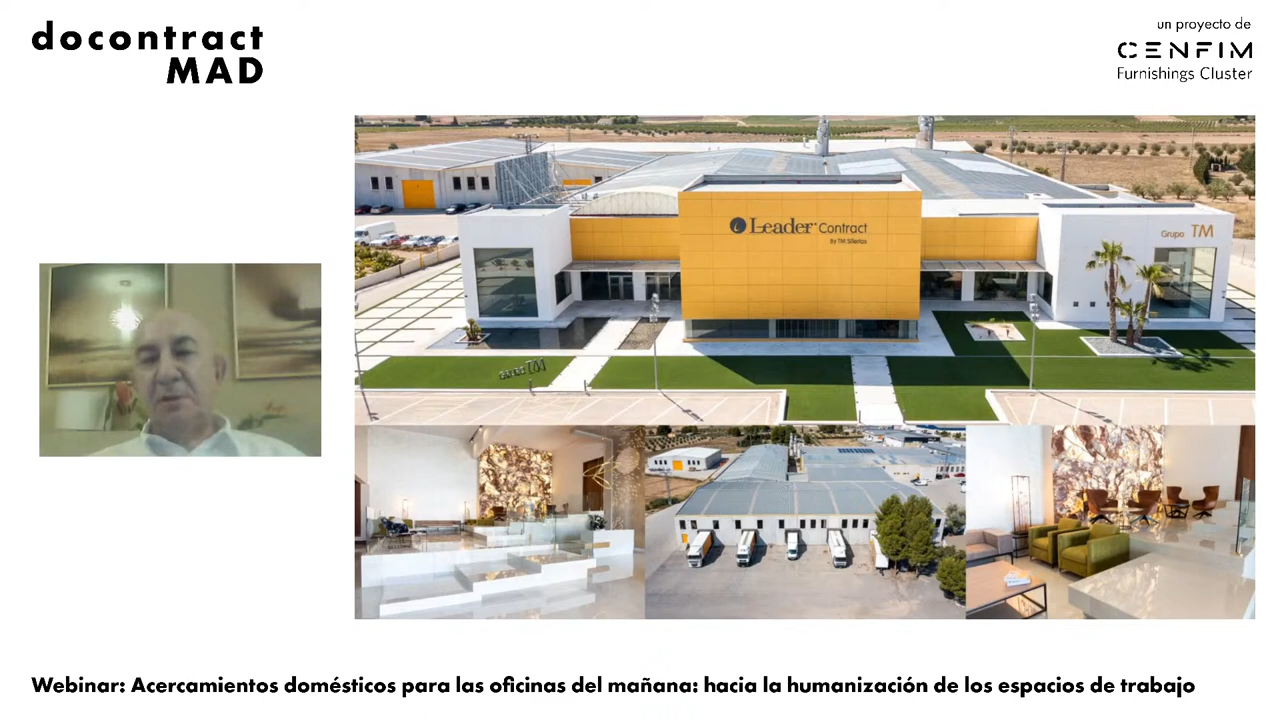 docontract
MAD
un proyecto de
CENFIM
Furnishings Cluster
Leader Contract
By TM Sillerías
Grupo TM
Webinar: Acercamientos domésticos para las oficinas del mañana: hacia la humanización de los espacios de trabajo